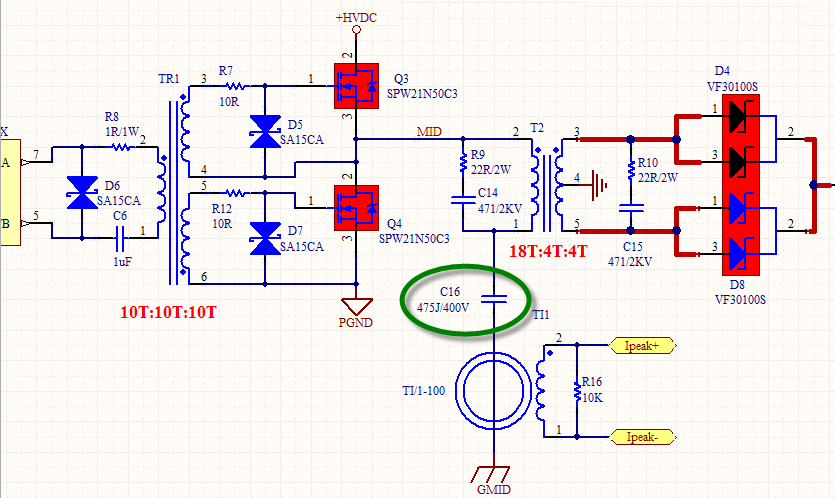 +HVDC
TR1
3
R7
10R
1
2
Q3
SPW21N50C3
3
D4
VF30100S
X
R8
1R/1W
2
D5
SA15CA
MID
2
T2
3
1
3
2
A
7
4
R9
22R/2W
R10
22R/2W
D6
SA15CA
5
R12
10R
1
2
Q4
SPW21N50C3
3
C14
471/2KV
4
/B
5
C6
1uF
1
D7
SA15CA
1
5
1
3
2
18T:4T:4T
C15
471/2KV
D8
VF30100S
6
10T:10T:10T
PGND
C16
475J/400V
TI1
2
Ipeak+
TI/1-100
R16
10K
1
Ipeak-
GMID